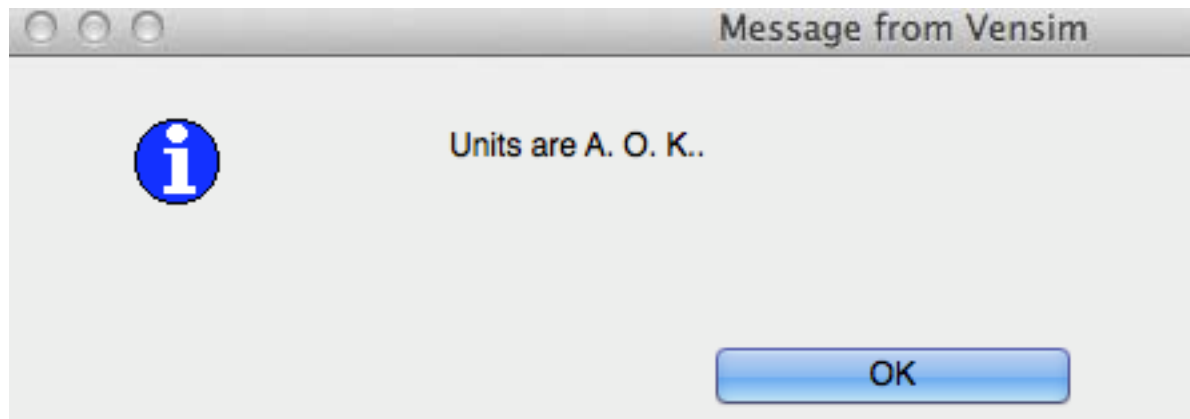 Message from Vensim
Units are A. O. K..
OK